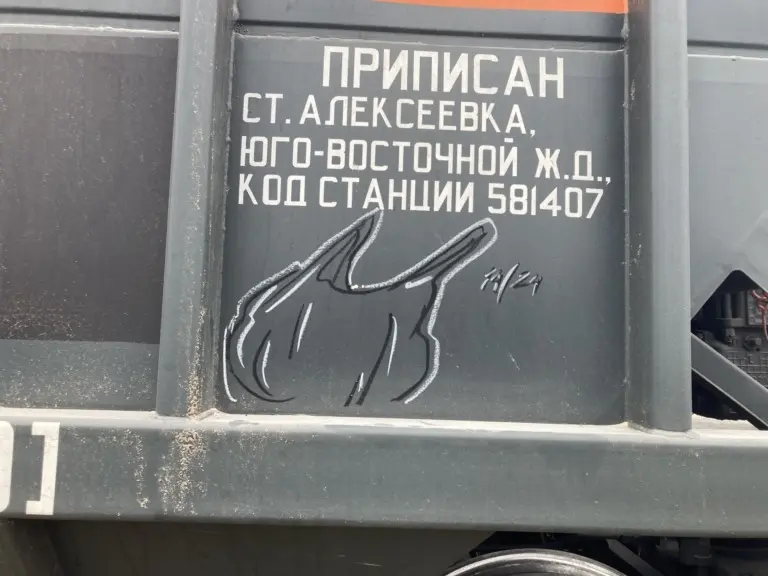 ПРИПИСАН
СТ. АЛЕКСЕЕВКА,
ЮГО-ВОСТОЧНОЙ Ж.Д.,
КОД СТАНЦИИ 581407
]